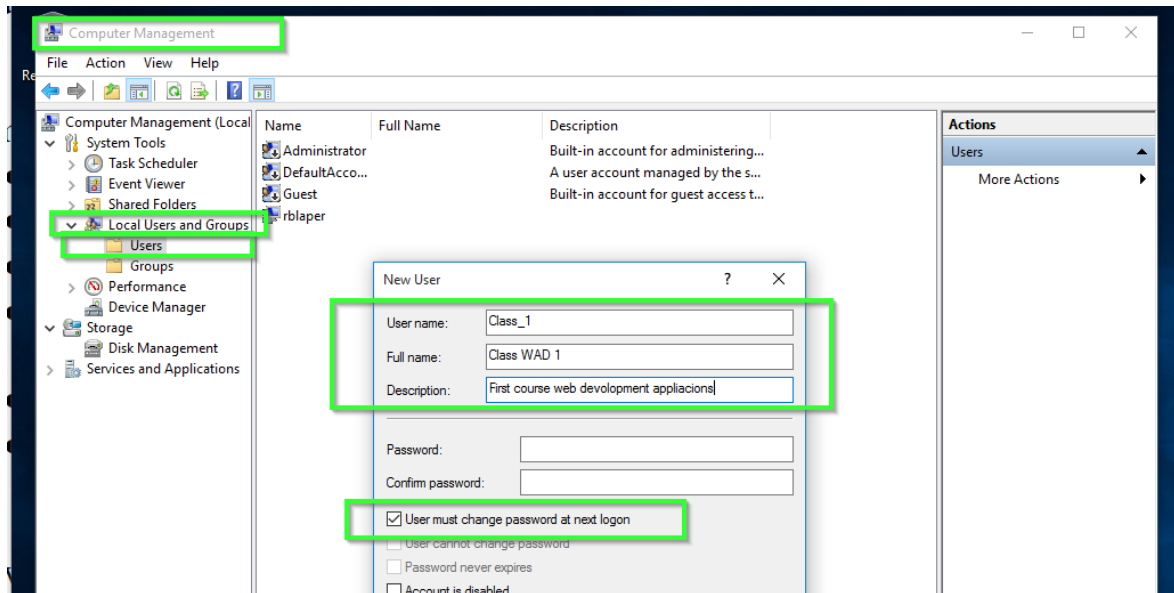 Computer Management
File Action View Help
Re
Computer Management (Local
System Tools
Task Scheduler
Event Viewer
Shared Folders
Local Users and Groups
Users
Groups
Performance
Device Manager
Storage
Disk Management
Services and Applications
Name Full Name Description
Administrator Built-in account for administering...
DefaultAcco... A user account managed by the s...
Guest Built-in account for guest access t...
rblaper
Actions
Users
More Actions
New User
User name: Class_1
Full name: Class WAD 1
Description: First course web devolopment appliacions
Password:
Confirm password:
User must change password at next logon
User cannot change password
Password never expires
Account is disabled